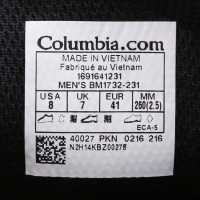 Columbia.com
MADE IN VIETNAM
Fabriqué au Vietnam
1691641231
MEN'S BM1732-231
USA UK EUR MM
8 7 41 260(2.5)
ECA-5
40027 PKN 0216 216
N2H14KBZ00278